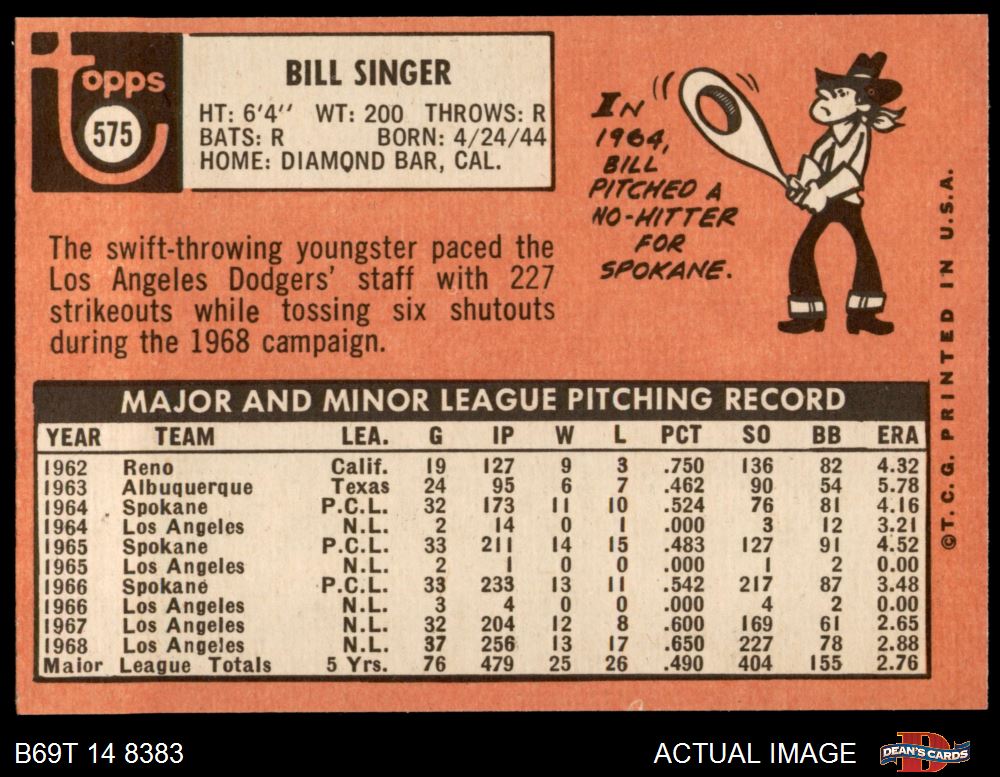 Topps
575
BILL SINGER
HT: 6'4" WT: 200 THROWS: R
BATS: R BORN: 4/24/44
HOME: DIAMOND BAR, CAL.
IN
1964,
BILL
PITCHED A
NO-HITTER
FOR
SPOKANE.
The swift-throwing youngster paced the
Los Angeles Dodgers' staff with 227
strikeouts while tossing six shutouts
during the 1968 campaign.
MAJOR AND MINOR LEAGUE PITCHING RECORD
YEAR TEAM LEA. G IP W L PCT SO BB ERA
1962 Reno Calif. 19 127 9 3 .750 136 82 4.32
1963 Albuquerque Texas 24 95 6 7 .462 90 54 5.78
1964 Spokane P.C.L. 32 173 11 10 .524 76 81 4.16
1964 Los Angeles N.L. 2 14 0 1 .000 3 12 3.21
1965 Spokane P.C.L. 33 211 14 15 .483 127 91 4.52
1965 Los Angeles N.L. 2 1 0 0 .000 1 2 0.00
1966 Spokane P.C.L. 33 233 13 11 .542 217 87 3.48
1966 Los Angeles N.L. 3 4 0 0 .000 4 2 0.00
1967 Los Angeles N.L. 32 204 12 8 .600 169 61 2.65
1968 Los Angeles N.L. 37 256 13 17 .650 227 78 2.88
Major League Totals 5 Yrs. 76 479 25 26 .490 404 155 2.76
©T. C. G. PRINTED IN U.S.A.
B69T 14 8383
ACTUAL IMAGE
DEAN'S CARDS